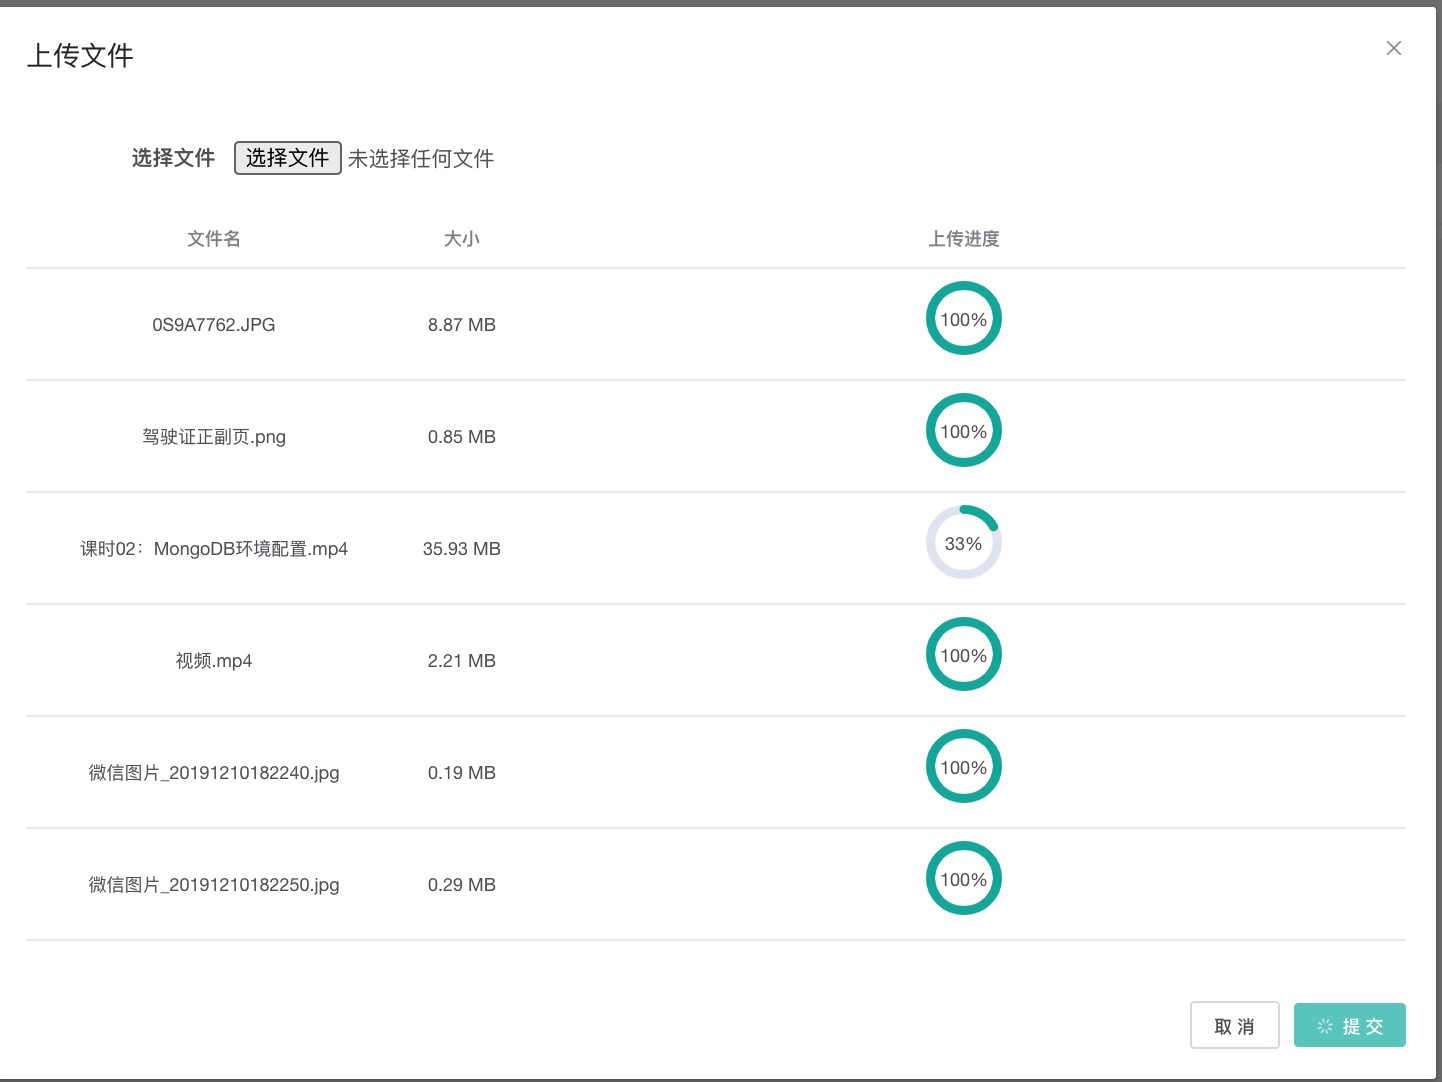 上传文件
选择文件 选择文件 未选择任何文件
文件名 大小 上传进度
0S9A7762.JPG 8.87 MB 100%
驾驶证正副页.png 0.85 MB 100%
课时02：MongoDB环境配置.mp4 35.93 MB 33%
视频.mp4 2.21 MB 100%
微信图片_20191210182240.jpg 0.19 MB 100%
微信图片_20191210182250.jpg 0.29 MB 100%
取消 提交